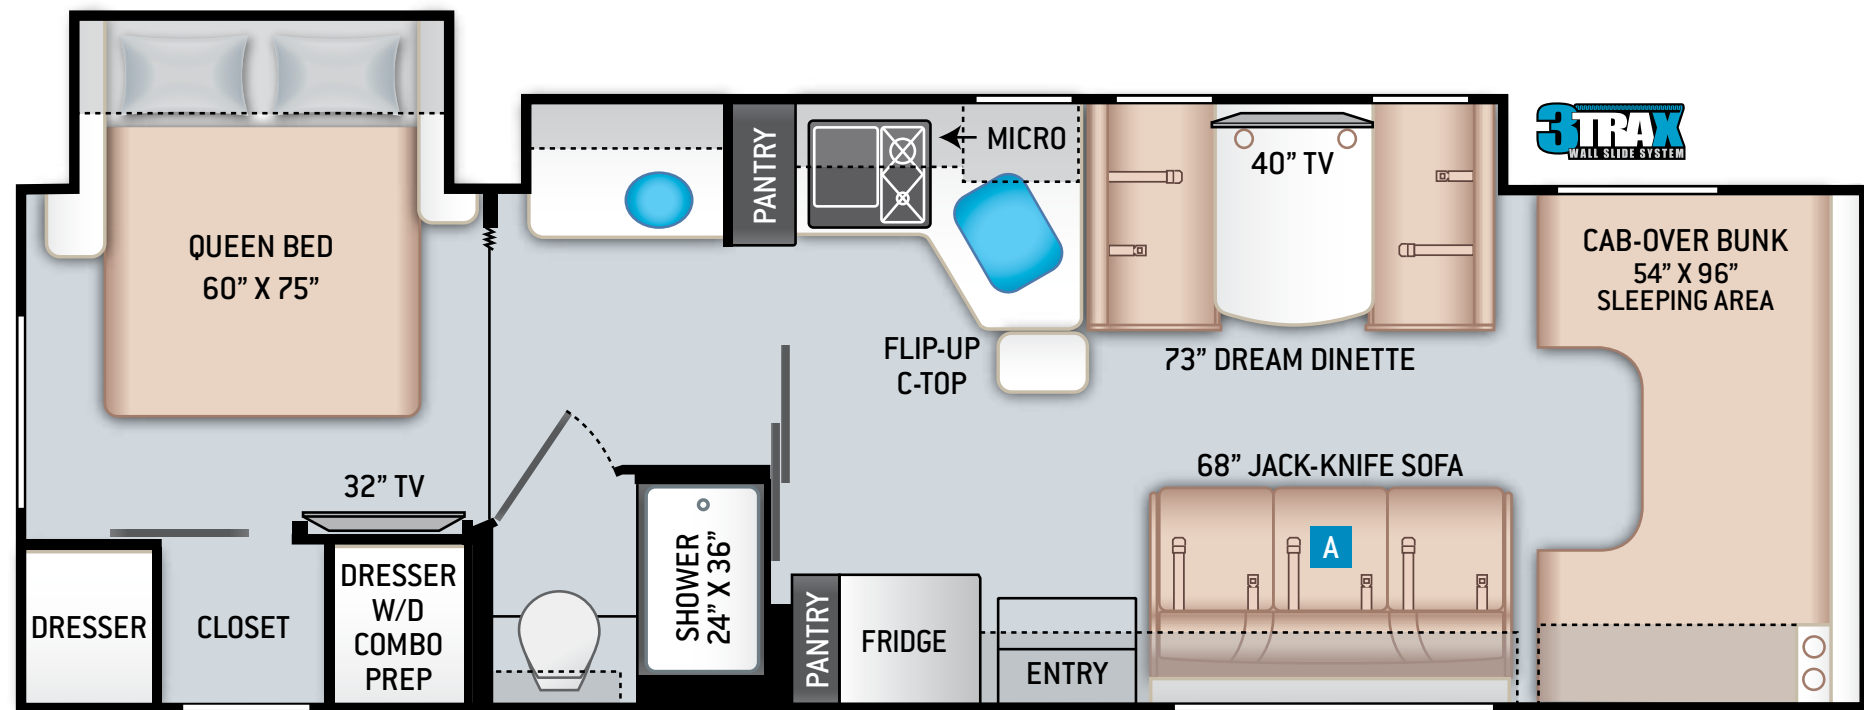 QUEEN BED
60” X 75”
32” TV
DRESSER
CLOSET
DRESSER
W/D
COMBO
PREP
SHOWER
24” X 36”
PANTRY
MICRO
FLIP-UP
C-TOP
PANTRY
FRIDGE
ENTRY
40” TV
73” DREAM DINETTE
68” JACK-KNIFE SOFA
A
3TRAX
WALL SLIDE SYSTEM
CAB-OVER BUNK
54” X 96”
SLEEPING AREA